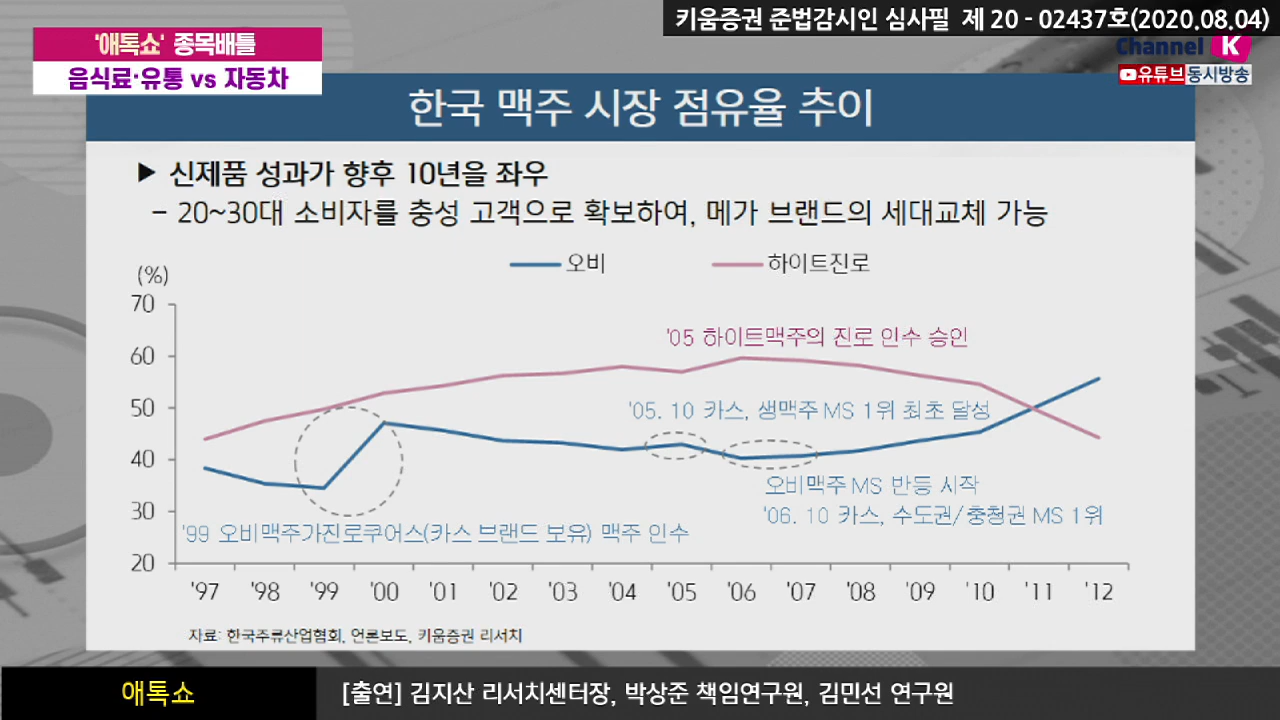 키움증권 준법감시인 심사필 제 20 - 02437호(2020.08.04)
'애톡쇼' 종목배틀
음식료·유통 vs 자동차
Channel K
유튜브동시방송
한국 맥주 시장 점유율 추이
▶ 신제품 성과가 향후 10년을 좌우
- 20~30대 소비자를 충성 고객으로 확보하여, 메가 브랜드의 세대교체 가능
오비 하이트진로
(%)
70
60
50
40
30
20
'05 하이트맥주의 진로 인수 승인
'05. 10 카스, 생맥주 MS 1위 최초 달성
오비맥주 MS 반등 시작
'06. 10 카스, 수도권/충청권 MS 1위
'99 오비맥주가진로쿠어스(카스 브랜드 보유) 맥주 인수
'97 '98 '99 '00 '01 '02 '03 '04 '05 '06 '07 '08 '09 '10 '11 '12
자료: 한국주류산업협회, 언론보도, 키움증권 리서치
애톡쇼
[출연] 김지산 리서치센터장, 박상준 책임연구원, 김민선 연구원